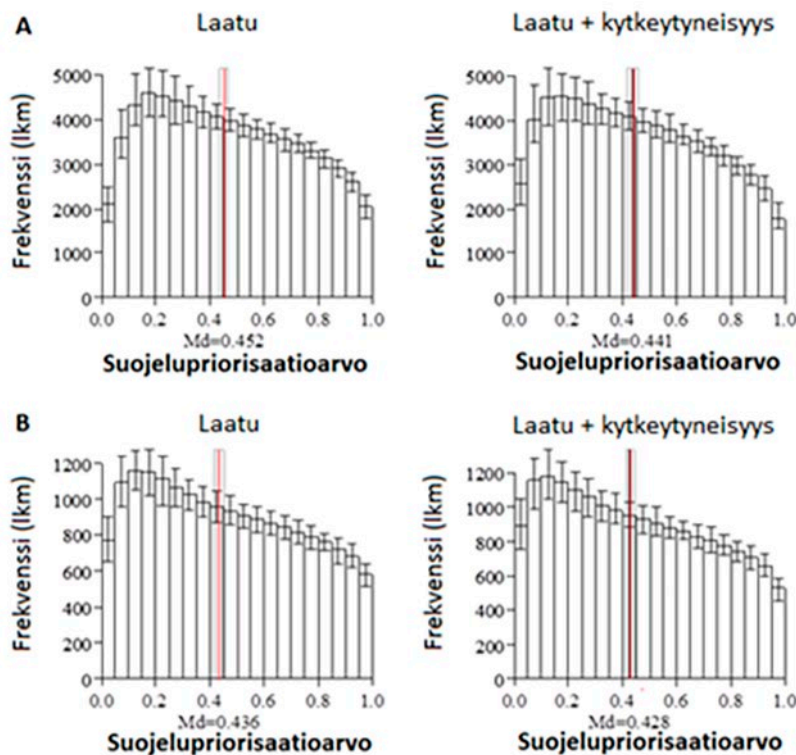 A
Laatu
Laatu + kytkeytyneisyys
Frekvenssi (lkm)
5000
4000
3000
2000
1000
0
0.0 0.2 0.4 0.6 0.8 1.0
Md=0.452
Suojelupriorisaatioarvo
Frekvenssi (lkm)
5000
4000
3000
2000
1000
0
0.0 0.2 0.4 0.6 0.8 1.0
Md=0.441
Suojelupriorisaatioarvo
B
Laatu
Laatu + kytkeytyneisyys
Frekvenssi (lkm)
1200
1000
800
600
400
200
0
0.0 0.2 0.4 0.6 0.8 1.0
Md=0.436
Suojelupriorisaatioarvo
Frekvenssi (lkm)
1200
1000
800
600
400
200
0
0.0 0.2 0.4 0.6 0.8 1.0
Md=0.428
Suojelupriorisaatioarvo